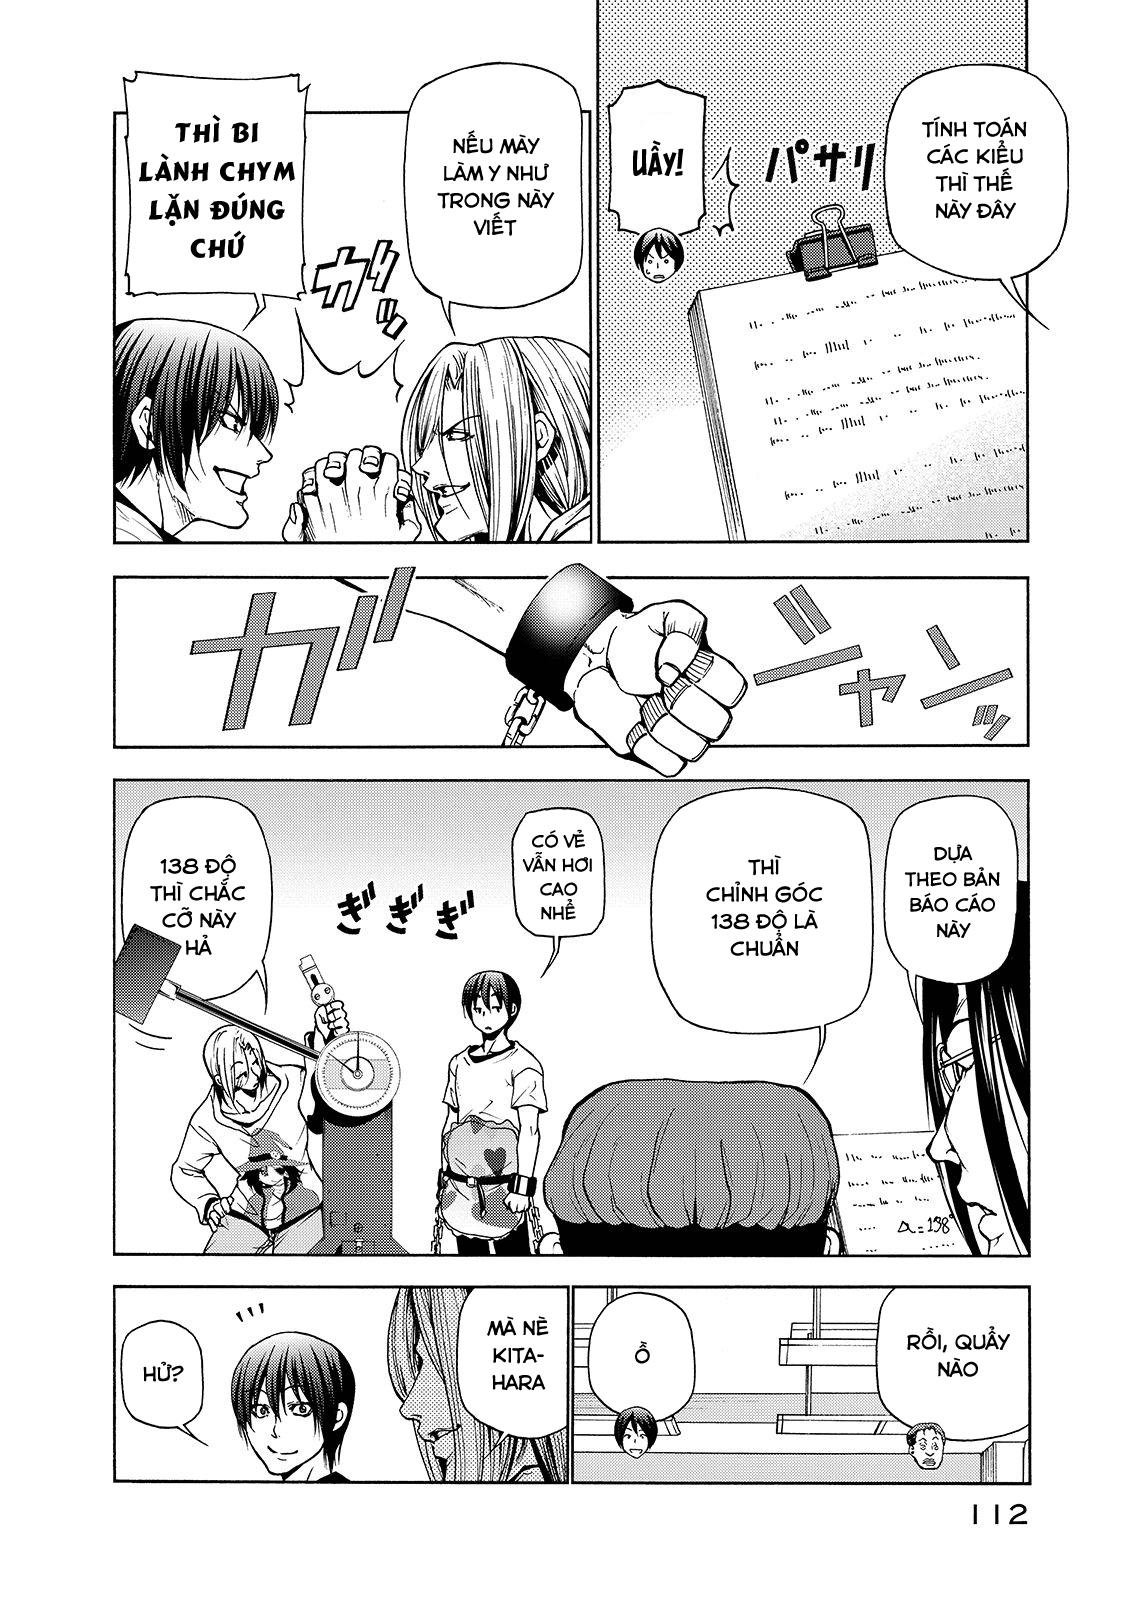 TÍNH TOÁN
CÁC KIỂU
THÌ THẾ
NÀY ĐÂY
パサリ
UẦY!
NẾU MÀY
LÀM Y NHƯ
TRONG NÀY
VIẾT
THÌ BI
LÀNH CHYM
LẶN ĐÚNG
CHỨ
ガッ
ガシャン
DỰA
THEO BẢN
BÁO CÁO
NÀY
THÌ
CHỈNH GÓC
138 ĐỘ LÀ
CHUẨN
CÓ VẺ
VẪN HƠI
CAO
NHỂ
ぎぎぎ
138 ĐỘ
THÌ CHẮC
CỠ NÀY
HẢ
= 138°
RỒI, QUẨY
NÀO
Ồ
MÀ NÈ
KITA-
HARA
HỬ?
112